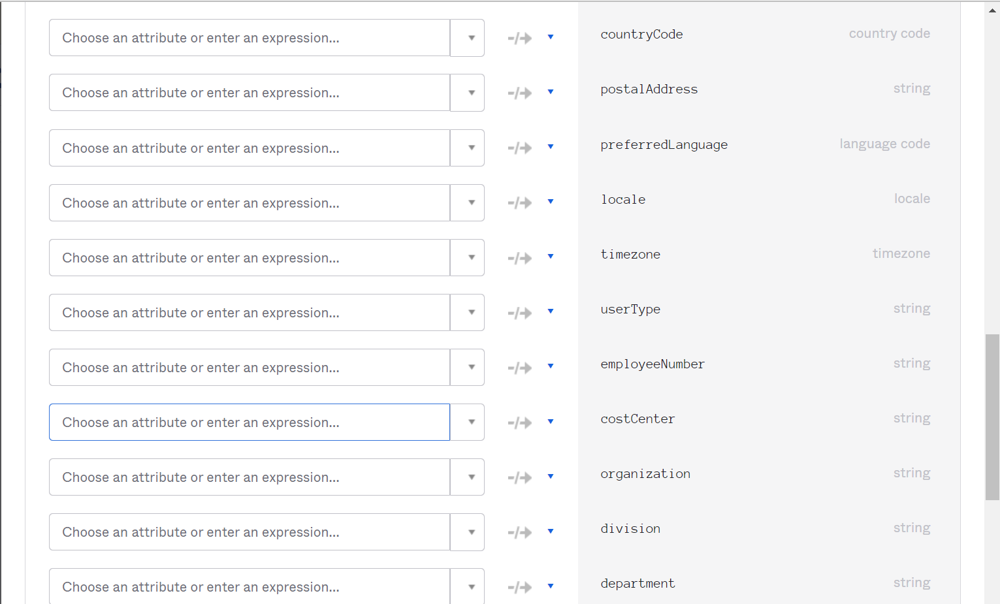 Choose an attribute or enter an expression... countryCode country code
Choose an attribute or enter an expression... postalAddress string
Choose an attribute or enter an expression... preferredLanguage language code
Choose an attribute or enter an expression... locale locale
Choose an attribute or enter an expression... timezone timezone
Choose an attribute or enter an expression... userType string
Choose an attribute or enter an expression... employeeNumber string
Choose an attribute or enter an expression... costCenter string
Choose an attribute or enter an expression... organization string
Choose an attribute or enter an expression... division string
Choose an attribute or enter an expression... department string